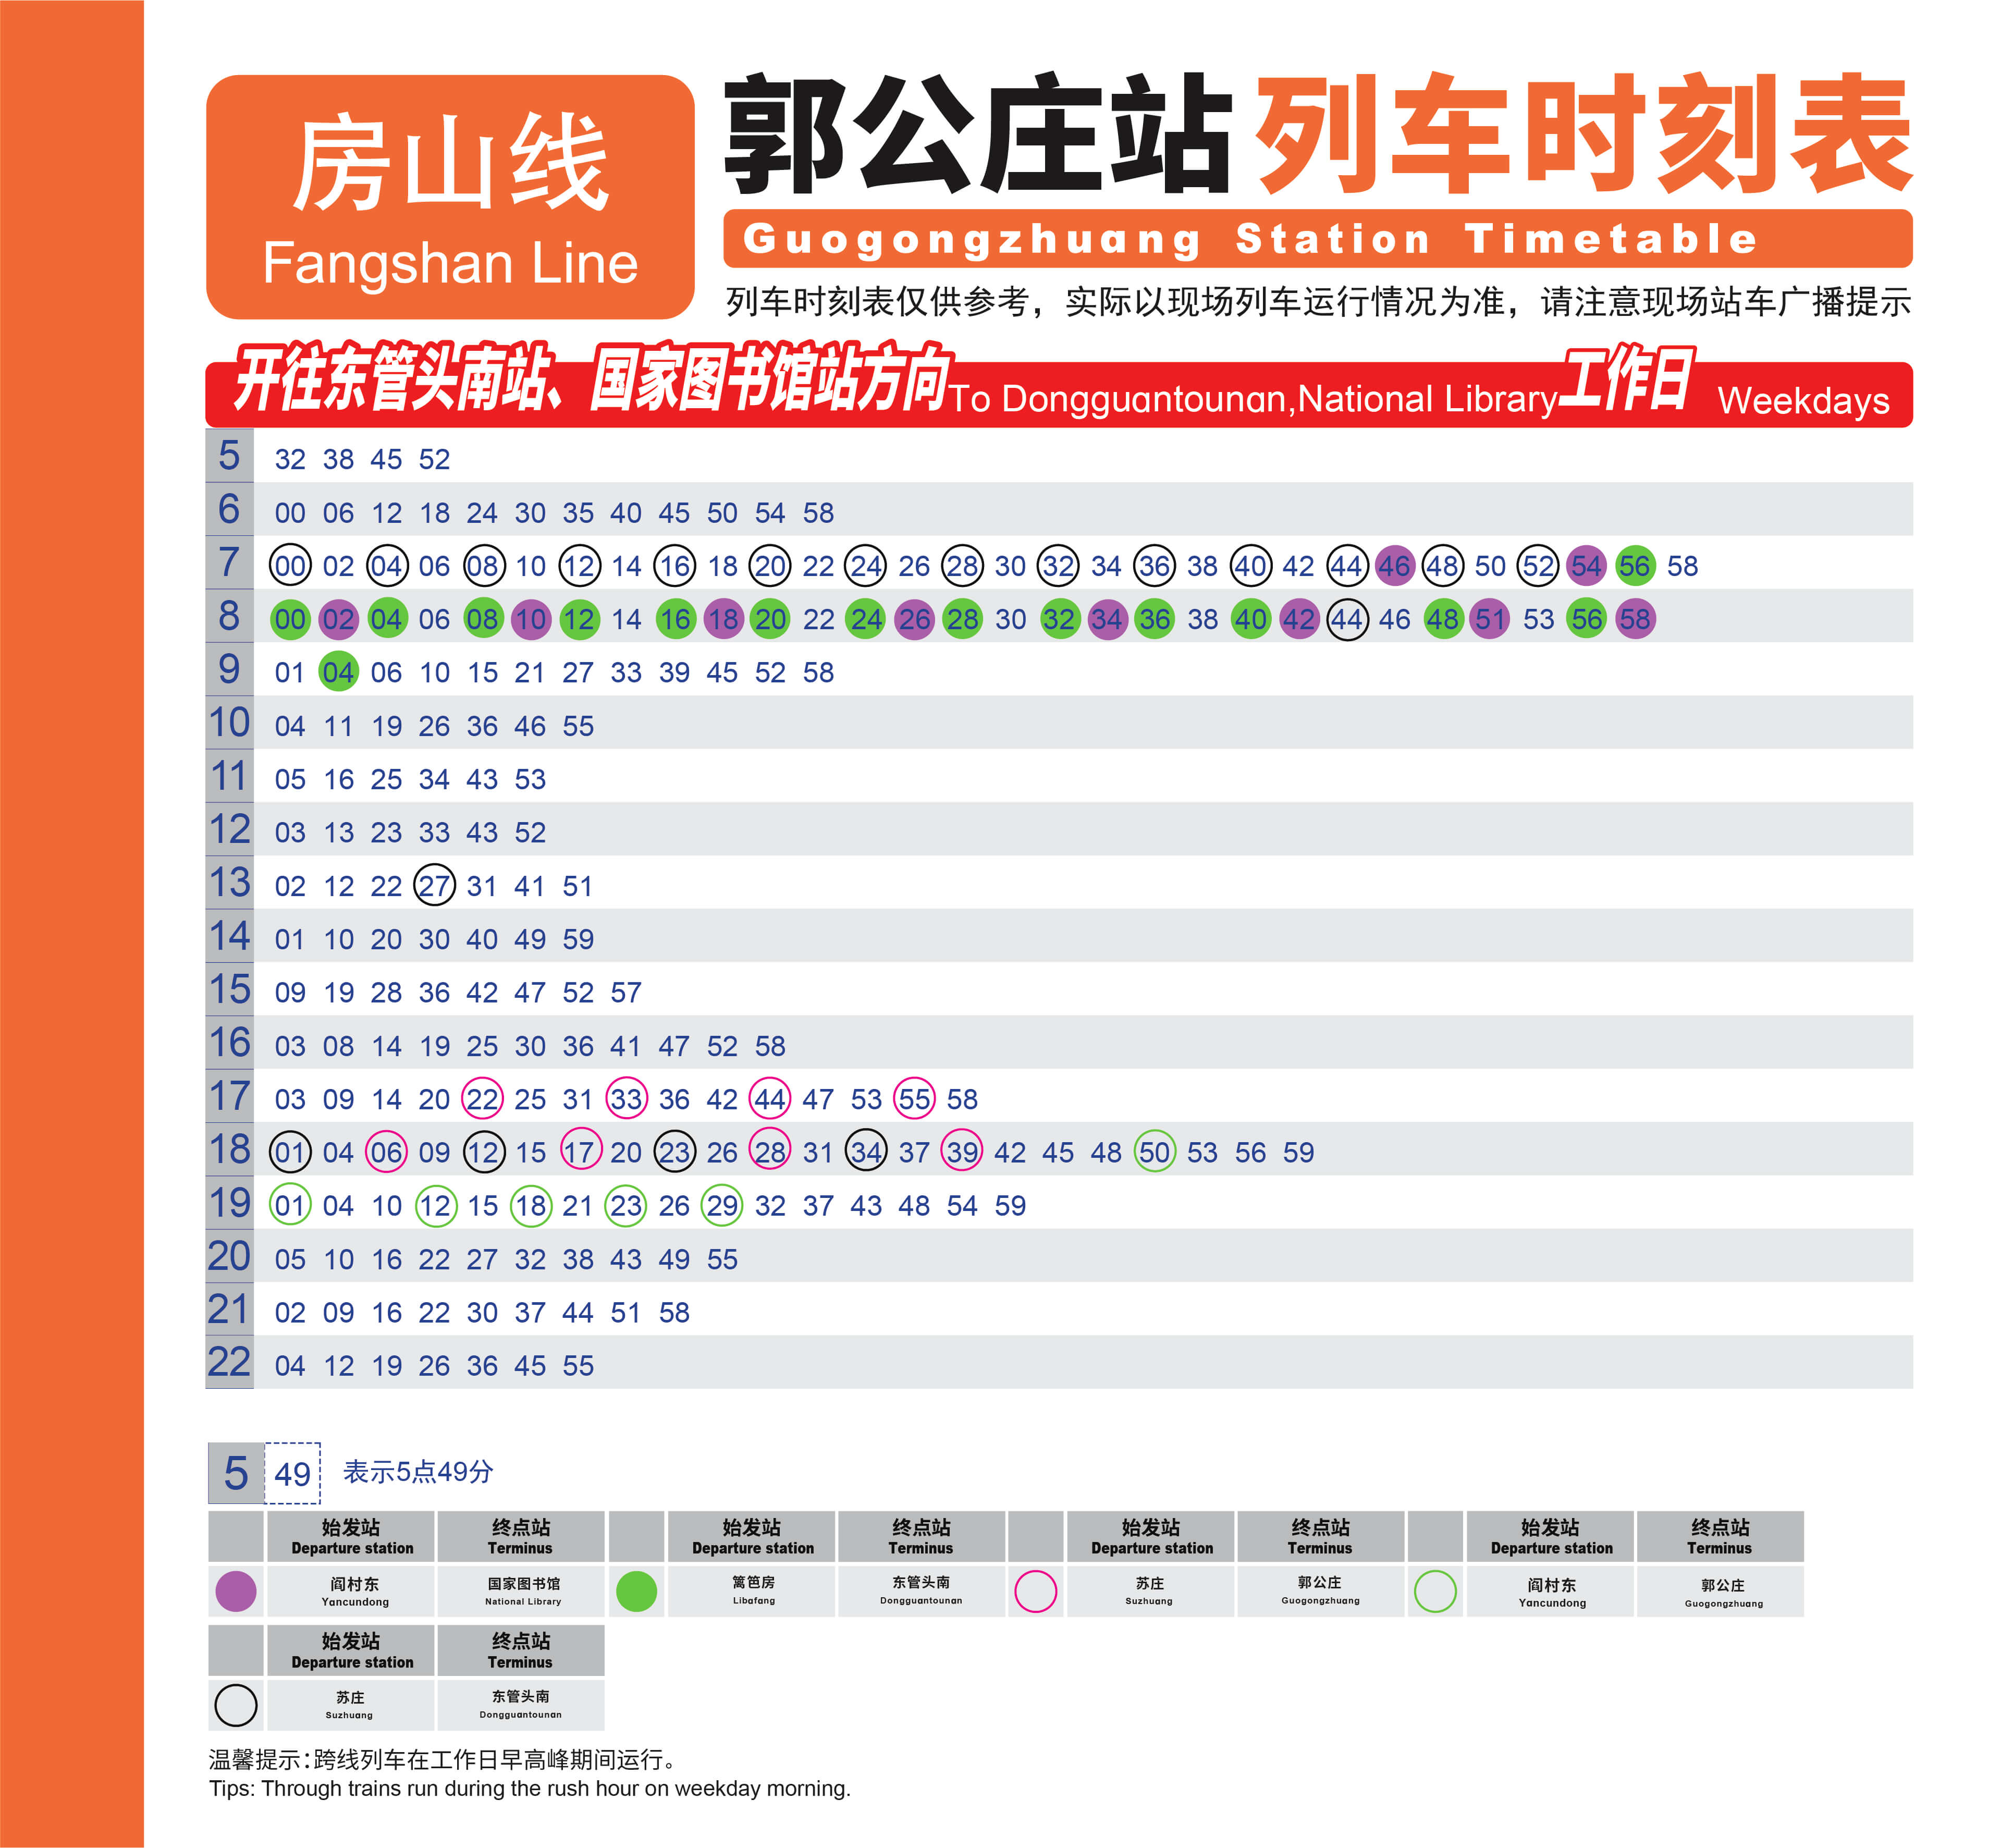 房山线
Fangshan Line
郭公庄站 列车时刻表
Guogongzhuang Station Timetable
列车时刻表仅供参考，实际以现场列车运行情况为准，请注意现场站车广播提示
开往东管头南站、国家图书馆站方向 To Dongguantounan,National Library 工作日 Weekdays
5 32 38 45 52
6 00 06 12 18 24 30 35 40 45 50 54 58
7 00 02 04 06 08 10 12 14 16 18 20 22 24 26 28 30 32 34 36 38 40 42 44 46 48 50 52 54 56 58
8 00 02 04 06 08 10 12 14 16 18 20 22 24 26 28 30 32 34 36 38 40 42 44 46 48 51 53 56 58
9 01 04 06 10 15 21 27 33 39 45 52 58
10 04 11 19 26 36 46 55
11 05 16 25 34 43 53
12 03 13 23 33 43 52
13 02 12 22 27 31 41 51
14 01 10 20 30 40 49 59
15 09 19 28 36 42 47 52 57
16 03 08 14 19 25 30 36 41 47 52 58
17 03 09 14 20 22 25 31 33 36 42 44 47 53 55 58
18 01 04 06 09 12 15 17 20 23 26 28 31 34 37 39 42 45 48 50 53 56 59
19 01 04 10 12 15 18 21 23 26 29 32 37 43 48 54 59
20 05 10 16 22 27 32 38 43 49 55
21 02 09 16 22 30 37 44 51 58
22 04 12 19 26 36 45 55
5 49 表示5点49分
始发站 终点站 始发站 终点站 始发站 终点站 始发站 终点站
Departure station Terminus Departure station Terminus Departure station Terminus Departure station Terminus
阎村东 国家图书馆 篱笆房 东管头南 苏庄 郭公庄 阎村东 郭公庄
Yancundong National Library Libafang Dongguantounan Suzhuang Guogongzhuang Yancundong Guogongzhuang
始发站 终点站
Departure station Terminus
苏庄 东管头南
Suzhuang Dongguantounan
温馨提示：跨线列车在工作日早高峰期间运行。
Tips: Through trains run during the rush hour on weekday morning.